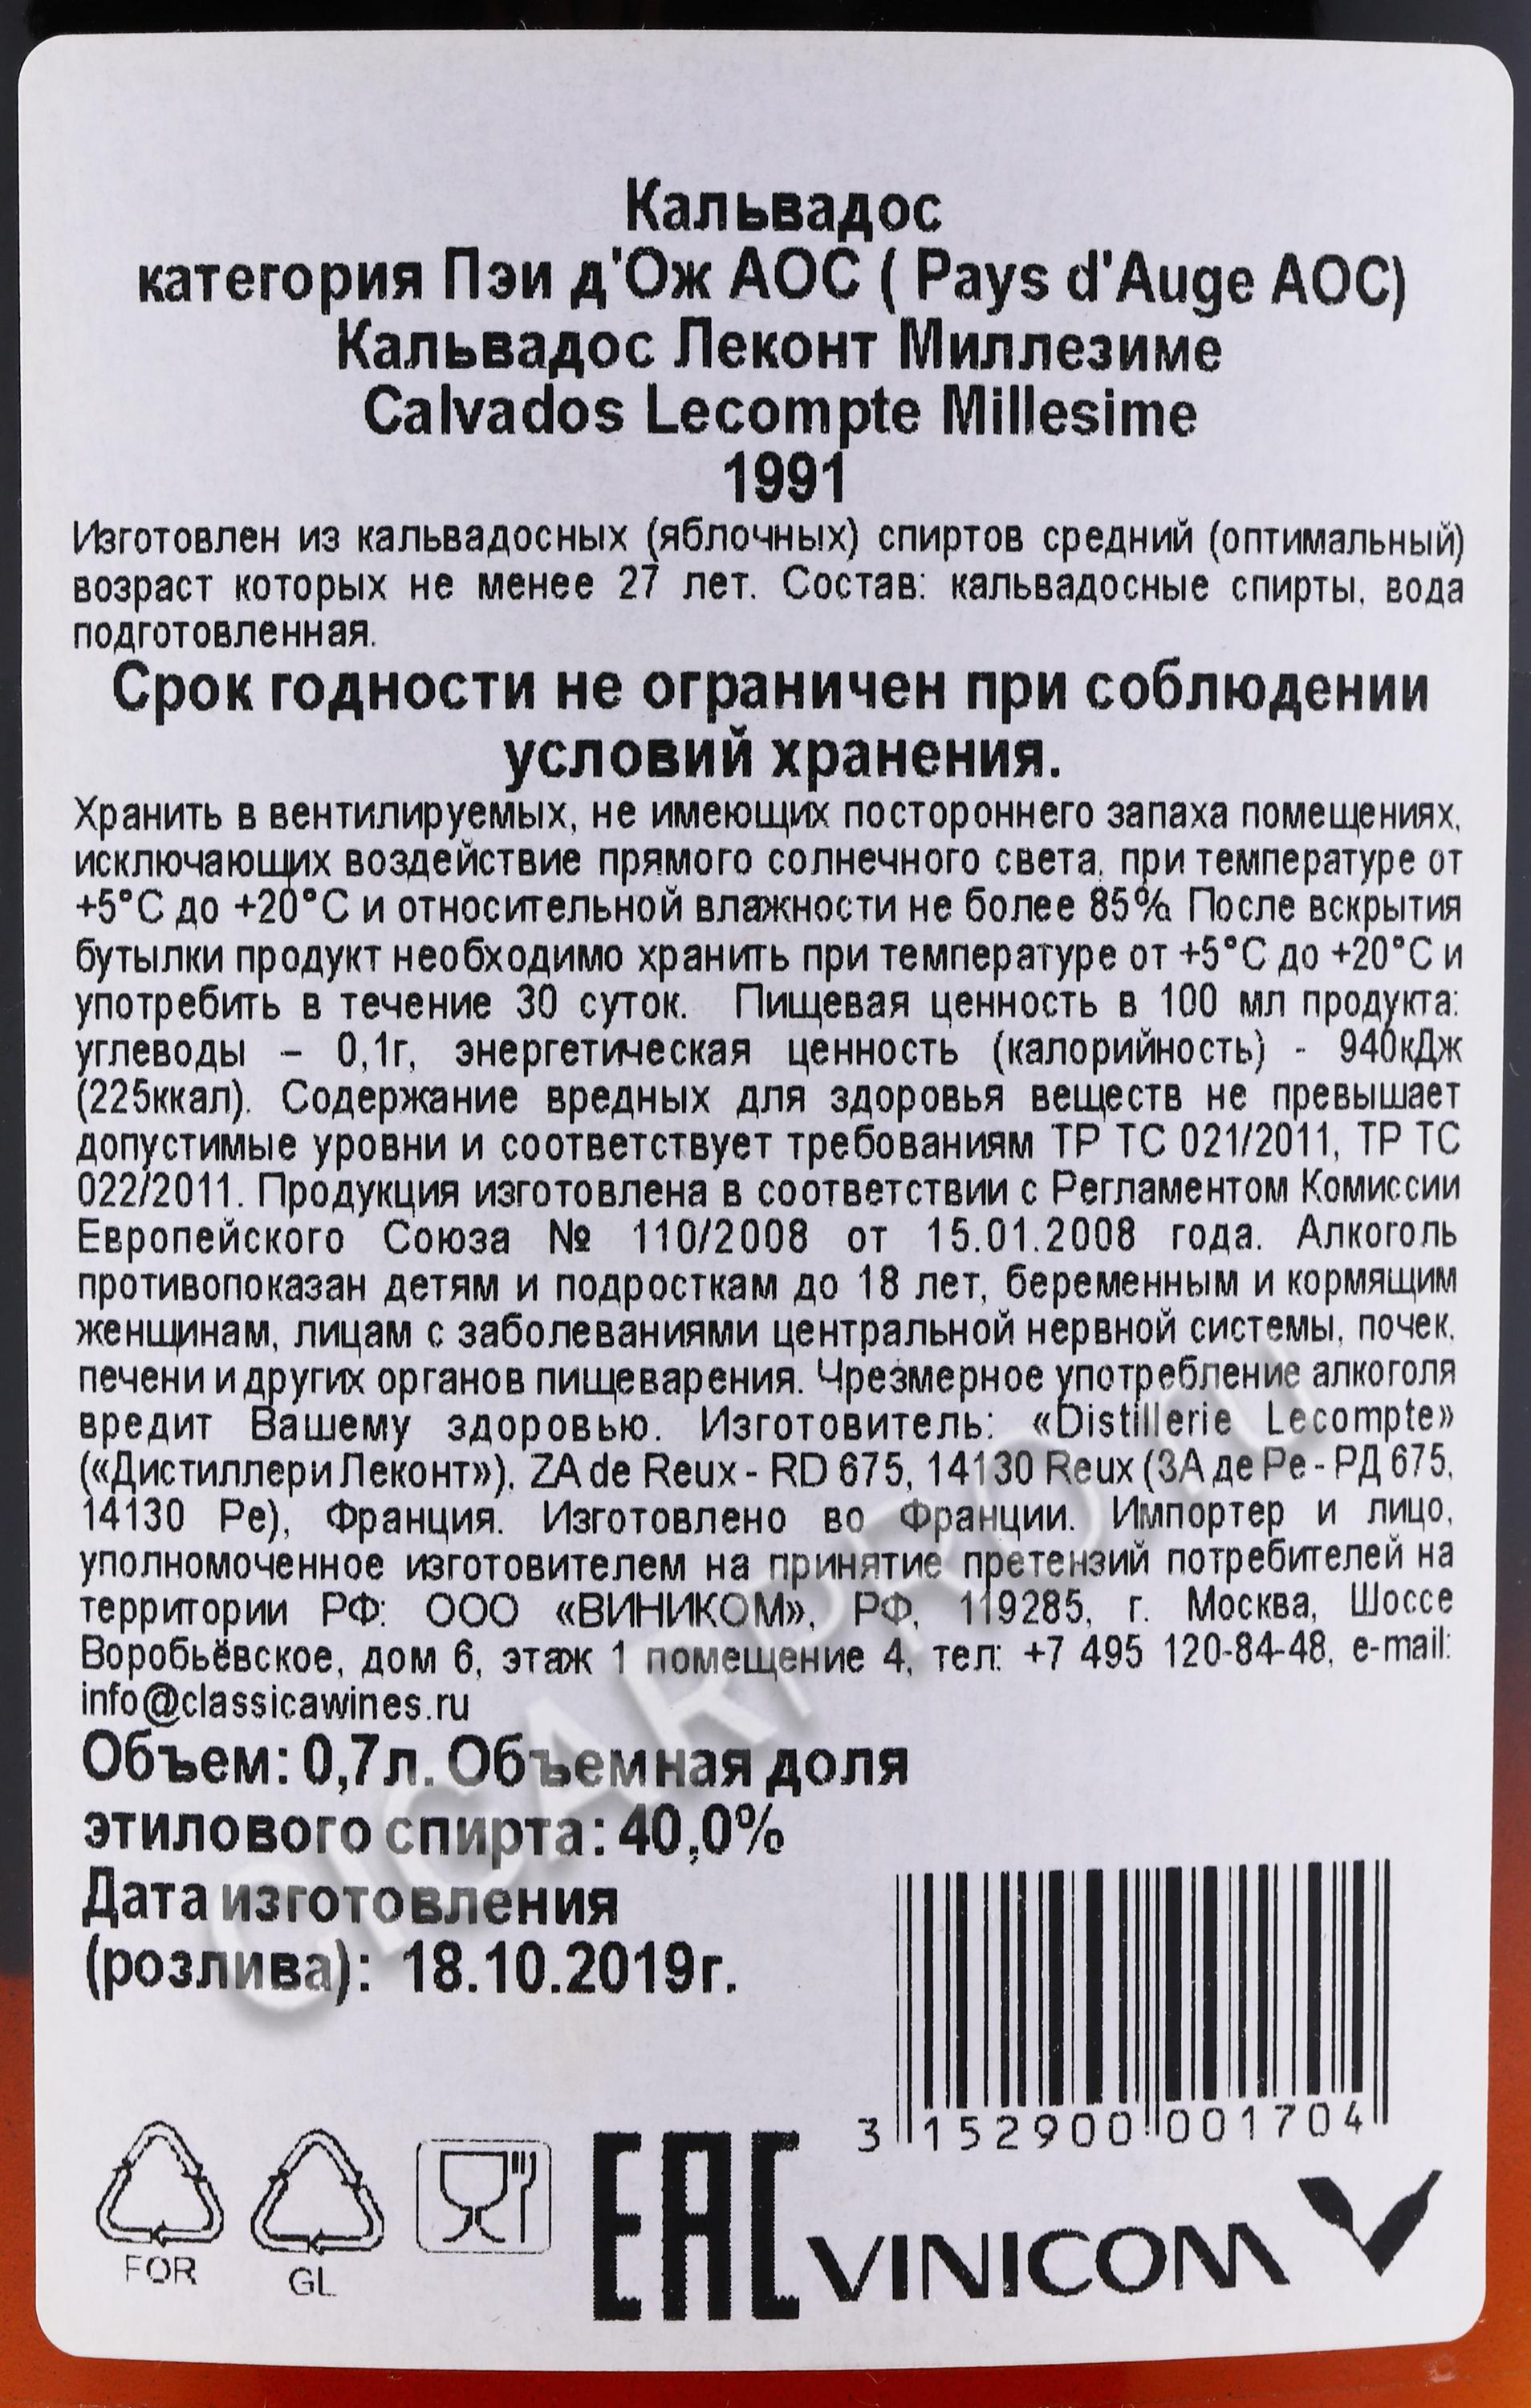 Кальвадос
категория Пэи д'Ож АОС ( Pays d'Auge AOC)
Кальвадос Леконт Миллезиме
Calvados Lecompte Millesime
1991
Изготовлен из кальвадосных (яблочных) спиртов средний (оптимальный)
возраст которых не менее 27 лет. Состав: кальвадосные спирты, вода
подготовленная.
Срок годности не ограничен при соблюдении
условий хранения.
Хранить в вентилируемых, не имеющих постороннего запаха помещениях,
исключающих воздействие прямого солнечного света, при температуре от
+5°С до +20°С и относительной влажности не более 85%. После вскрытия
бутылки продукт необходимо хранить при температуре от +5°С до +20°С и
употребить в течение 30 суток. Пищевая ценность в 100 мл продукта:
углеводы – 0,1г, энергетическая ценность (калорийность) - 940кДж
(225ккал). Содержание вредных для здоровья веществ не превышает
допустимые уровни и соответствует требованиям ТР ТС 021/2011, ТР ТС
022/2011. Продукция изготовлена в соответствии с Регламентом Комиссии
Европейского Союза № 110/2008 от 15.01.2008 года. Алкоголь
противопоказан детям и подросткам до 18 лет, беременным и кормящим
женщинам, лицам с заболеваниями центральной нервной системы, почек,
печени и других органов пищеварения. Чрезмерное употребление алкоголя
вредит Вашему здоровью. Изготовитель: «Distillerie Lecompte»
(«Дистиллери Леконт»), ZA de Reux - RD 675, 14130 Reux (ЗА де Ре - РД 675,
14130 Ре), Франция. Изготовлено во Франции. Импортер и лицо,
уполномоченное изготовителем на принятие претензий потребителей на
территории РФ: ООО «ВИНИКОМ», РФ, 119285, г. Москва, Шоссе
Воробьёвское, дом 6, этаж 1 помещение 4, тел: +7 495 120-84-48, e-mail:
info@classicawines.ru
Объем: 0,7л. Объемная доля
этилового спирта: 40,0%
Дата изготовления
(розлива): 18.10.2019г.
3 152900 001704
FOR
GL
EAC
VINICOM
CIGARPRO.RU